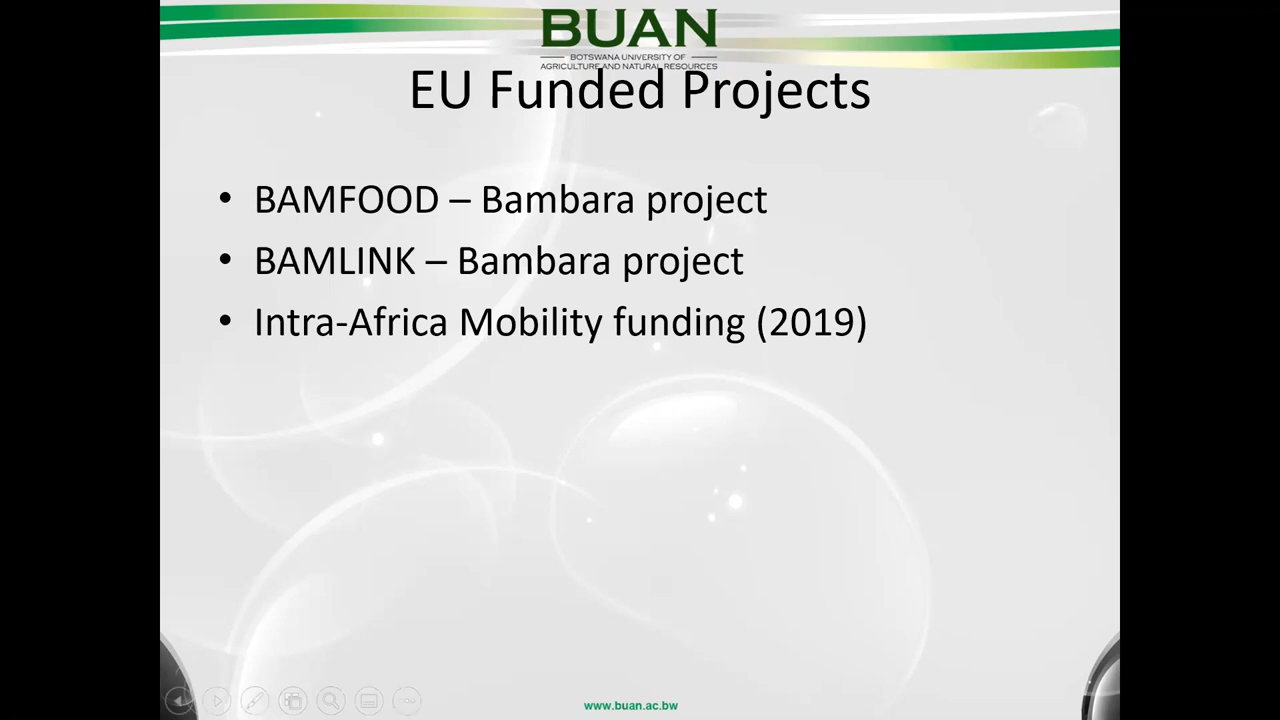 BUAN
BOTSWANA UNIVERSITY OF
AGRICULTURE AND NATURAL RESOURCES
EU Funded Projects
• BAMFOOD – Bambara project
• BAMLINK – Bambara project
• Intra-Africa Mobility funding (2019)
www.buan.ac.bw